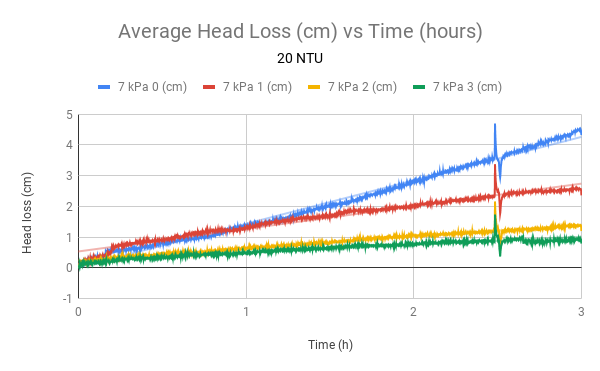 Average Head Loss (cm) vs Time (hours)
20 NTU
7 kPa 0 (cm) 7 kPa 1 (cm) 7 kPa 2 (cm) 7 kPa 3 (cm)
5
4
3
2
1
0
-1
Head loss (cm)
0 1 2 3
Time (h)